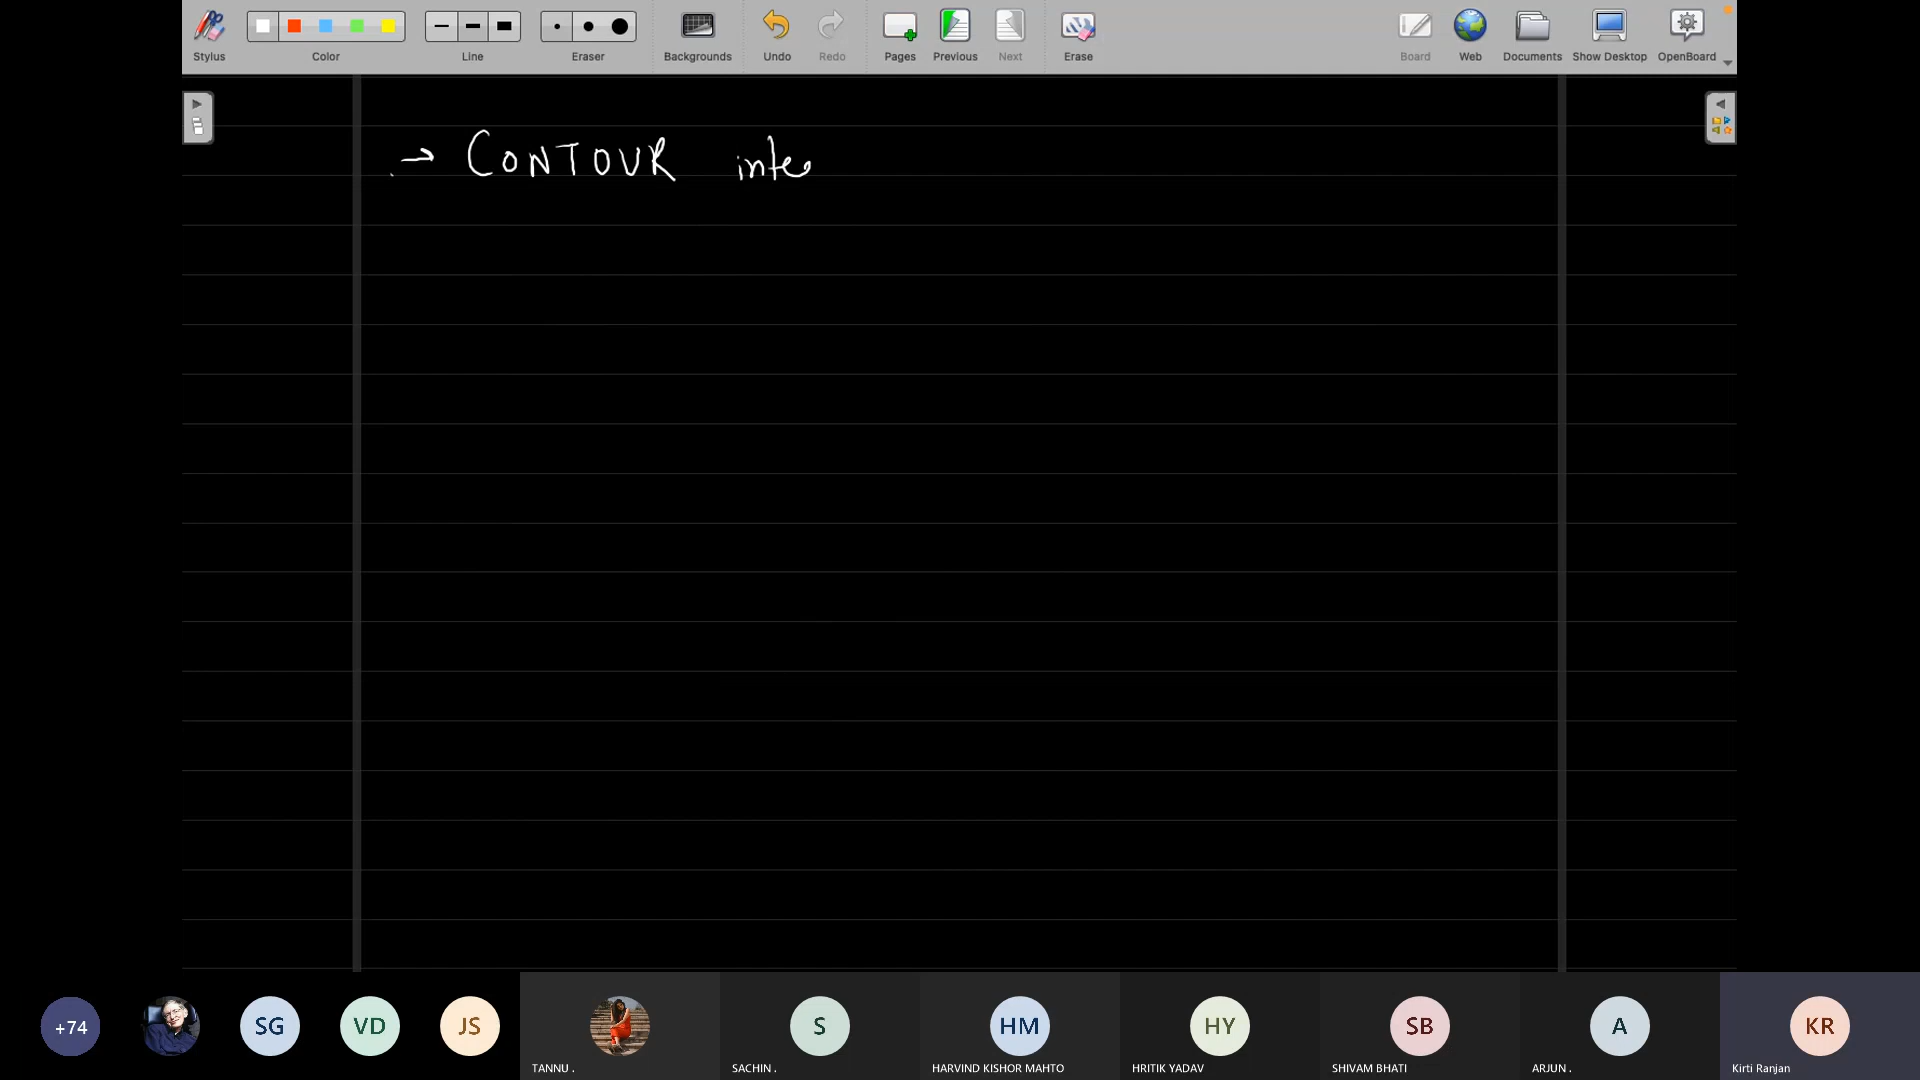 Stylus Color Line Eraser Backgrounds Undo Redo Pages Previous Next Erase Board Web Documents Show Desktop OpenBoard
→ CONTOUR inte
+74 SG VD JS S HM HY SB A KR
TANNU . SACHIN . HARVIND KISHOR MAHTO HRITIK YADAV SHIVAM BHATI ARJUN . Kirti Ranjan